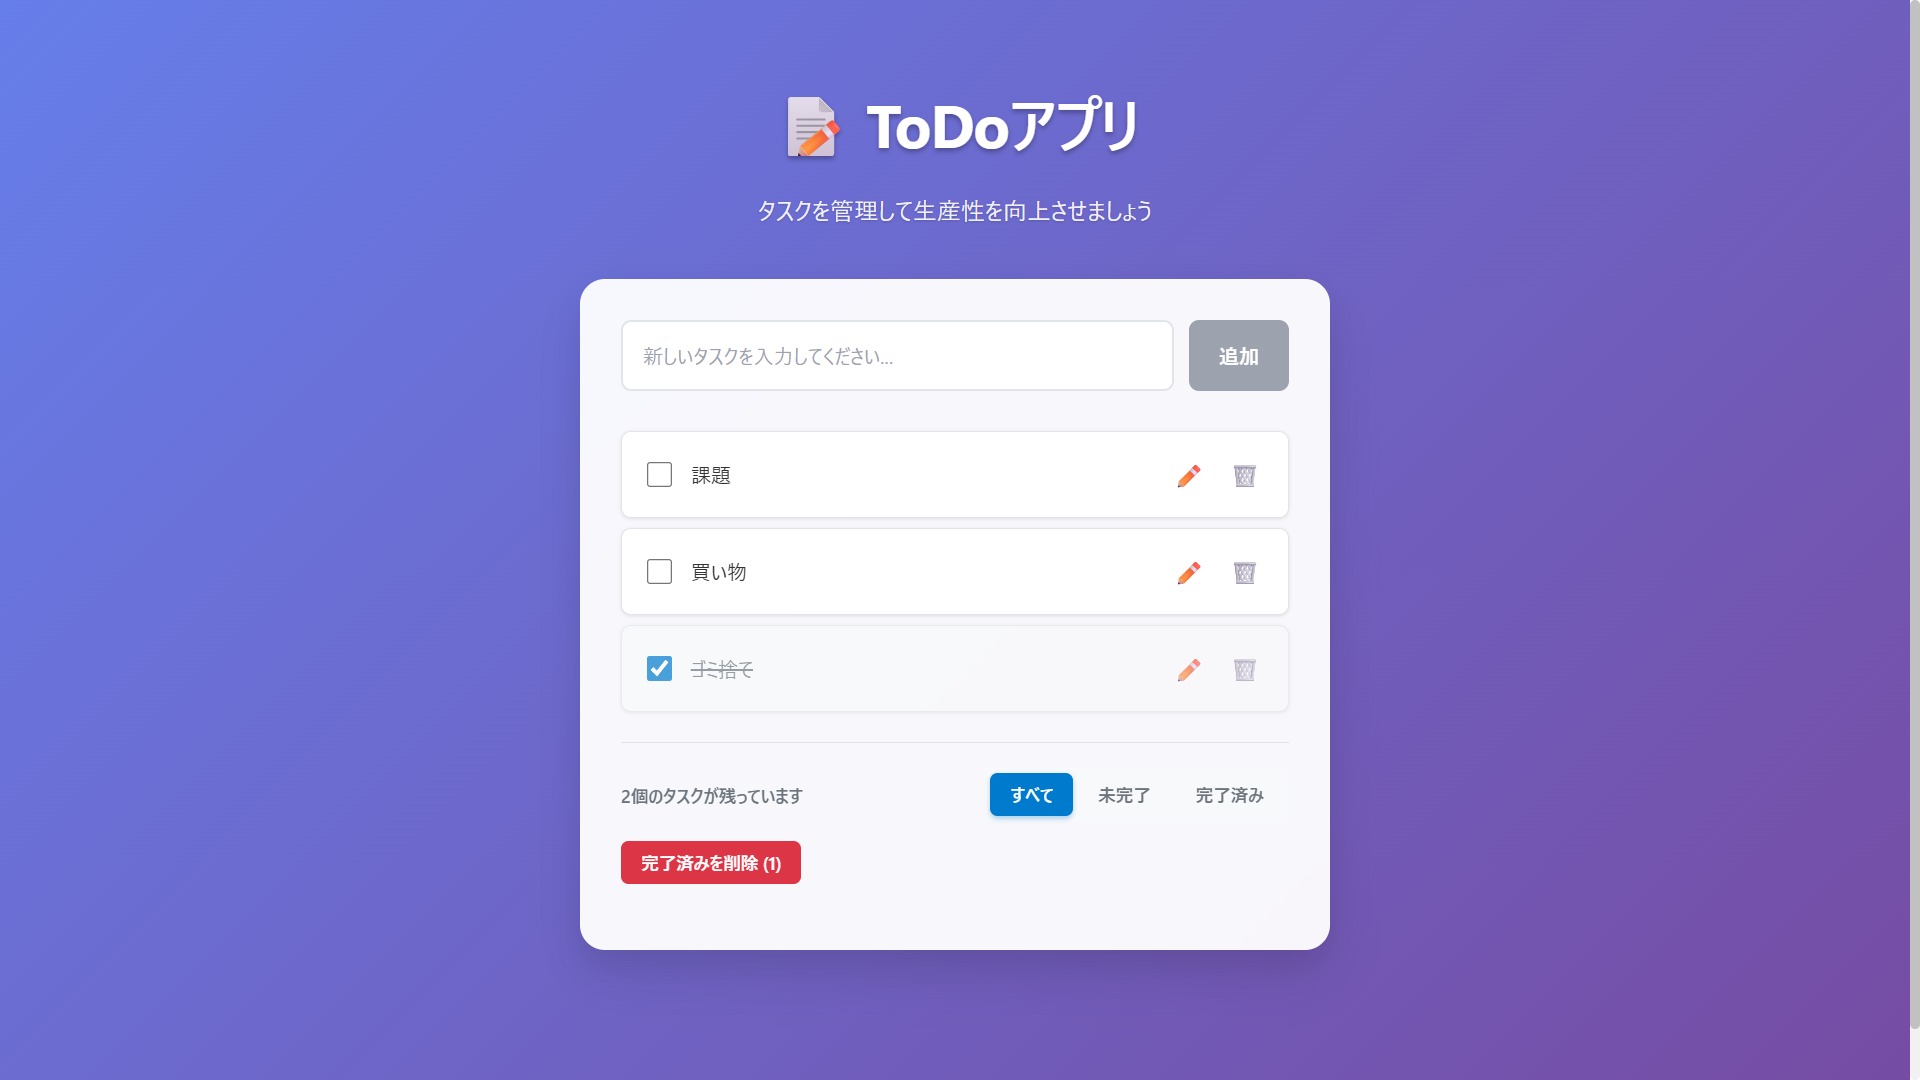 ToDoアプリ
タスクを管理して生産性を向上させましょう
新しいタスクを入力してください...
追加
課題
買い物
ゴミ捨て
2個のタスクが残っています
すべて
未完了
完了済み
完了済みを削除 (1)